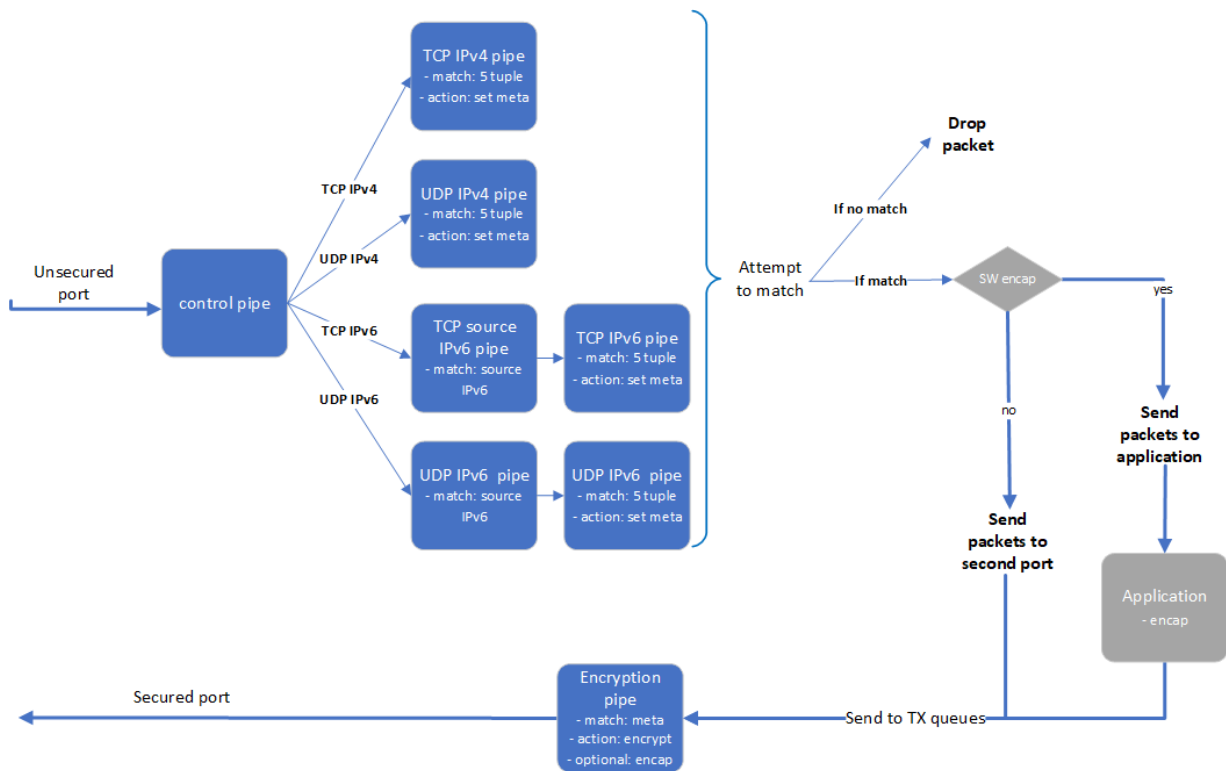 TCP IPv4 pipe
- match: 5 tuple
- action: set meta
TCP IPv4
UDP IPv4 pipe
- match: 5 tuple
- action: set meta
UDP IPv4
Unsecured
port
control pipe
TCP IPv6
TCP source
IPv6 pipe
- match: source
IPv6
TCP IPv6 pipe
- match: 5 tuple
- action: set meta
UDP IPv6
UDP IPv6 pipe
- match: source
IPv6
UDP IPv6 pipe
- match: 5 tuple
- action: set meta
Attempt
to match
Drop
packet
If no match
If match
SW encap
yes
no
Send
packets to
application
Send
packets to
second port
Application
- encap
Send to TX queues
Encryption
pipe
- match: meta
- action: encrypt
- optional: encap
Secured port